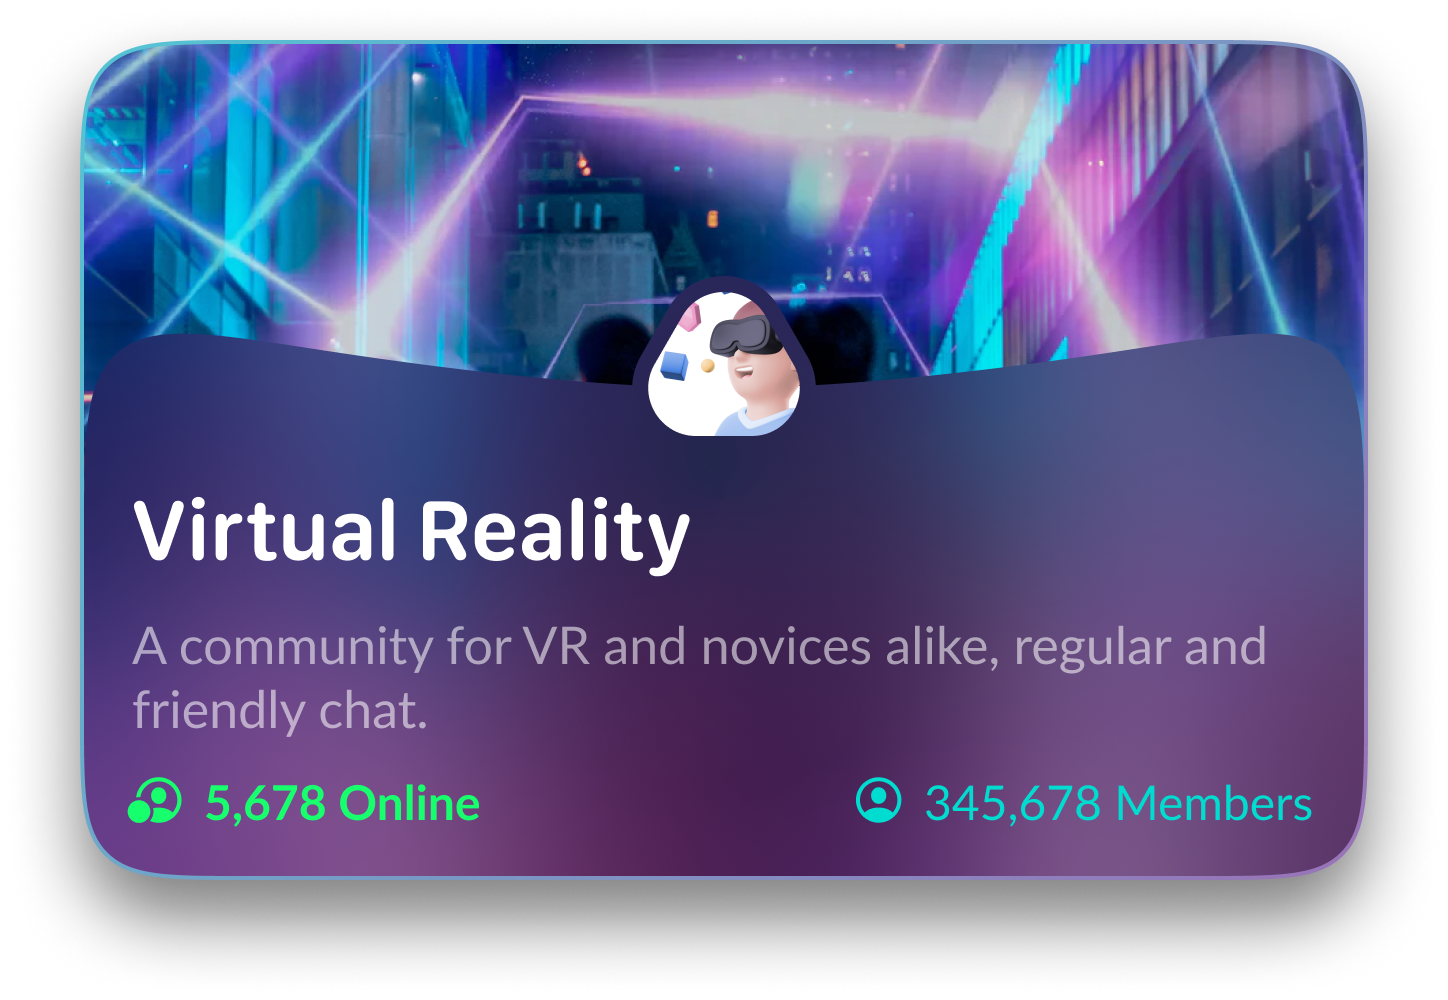 Virtual Reality
A community for VR and novices alike, regular and
friendly chat.
5,678 Online
345,678 Members